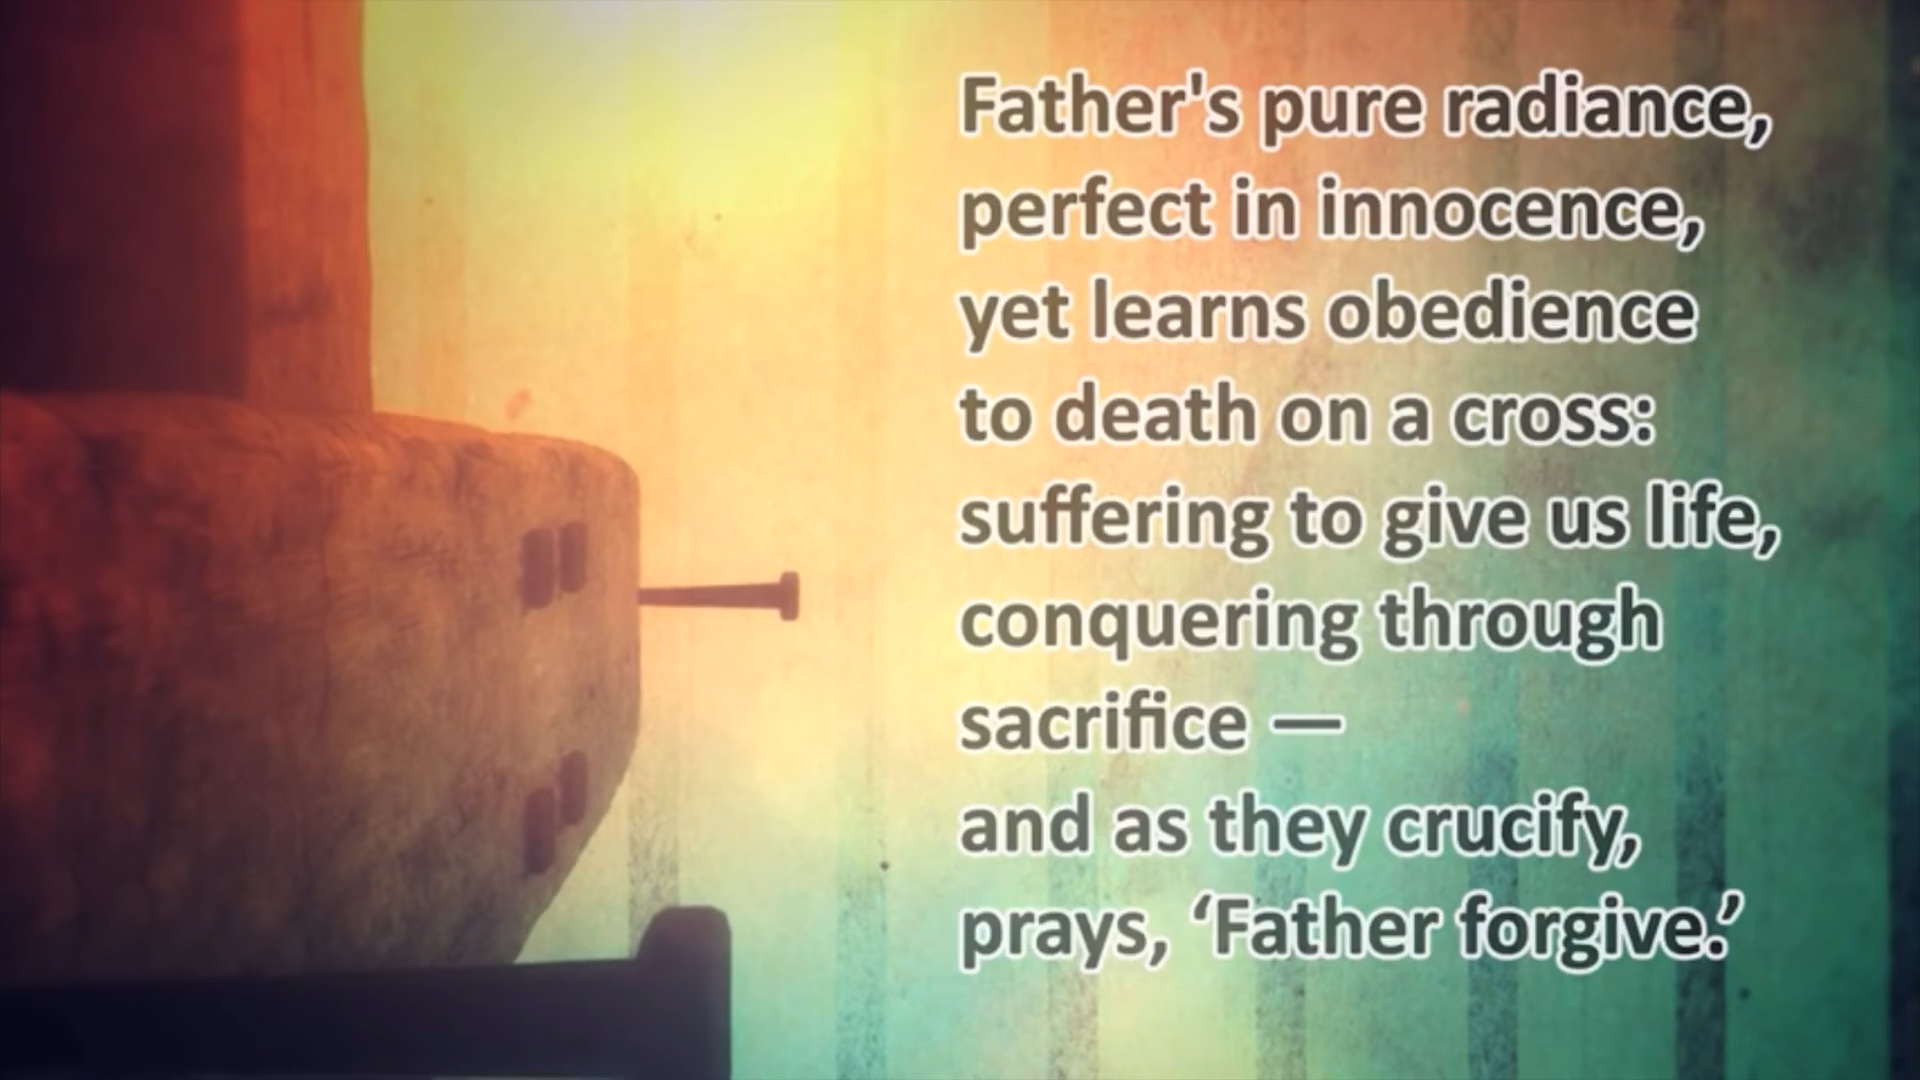 Father's pure radiance,
perfect in innocence,
yet learns obedience
to death on a cross:
suffering to give us life,
conquering through
sacrifice —
and as they crucify,
prays, ‘Father forgive.’